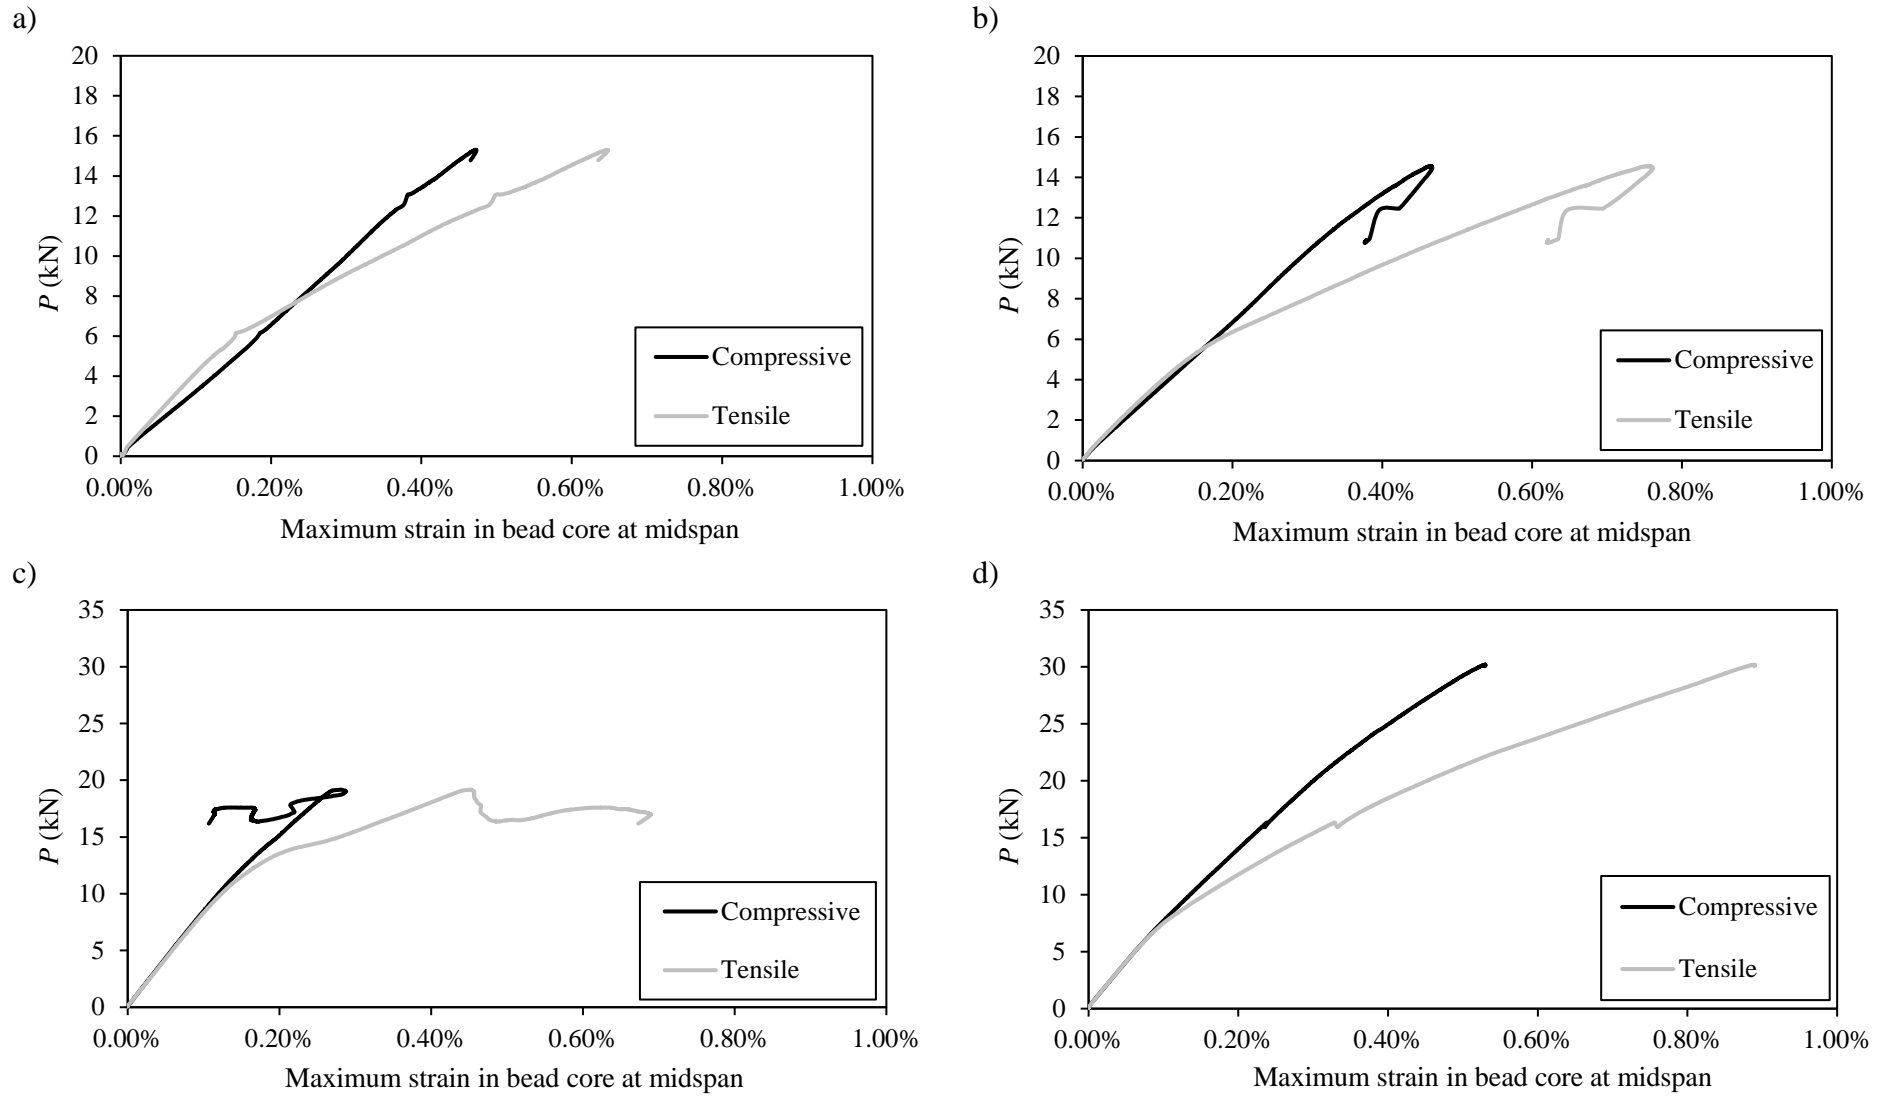 a)
20
18
16
14
12
10
8
6
4
2
0
P (kN)
0.00% 0.20% 0.40% 0.60% 0.80% 1.00%
Maximum strain in bead core at midspan
Compressive
Tensile
b)
20
18
16
14
12
10
8
6
4
2
0
P (kN)
0.00% 0.20% 0.40% 0.60% 0.80% 1.00%
Maximum strain in bead core at midspan
Compressive
Tensile
c)
35
30
25
20
15
10
5
0
P (kN)
0.00% 0.20% 0.40% 0.60% 0.80% 1.00%
Maximum strain in bead core at midspan
Compressive
Tensile
d)
35
30
25
20
15
10
5
0
P (kN)
0.00% 0.20% 0.40% 0.60% 0.80% 1.00%
Maximum strain in bead core at midspan
Compressive
Tensile